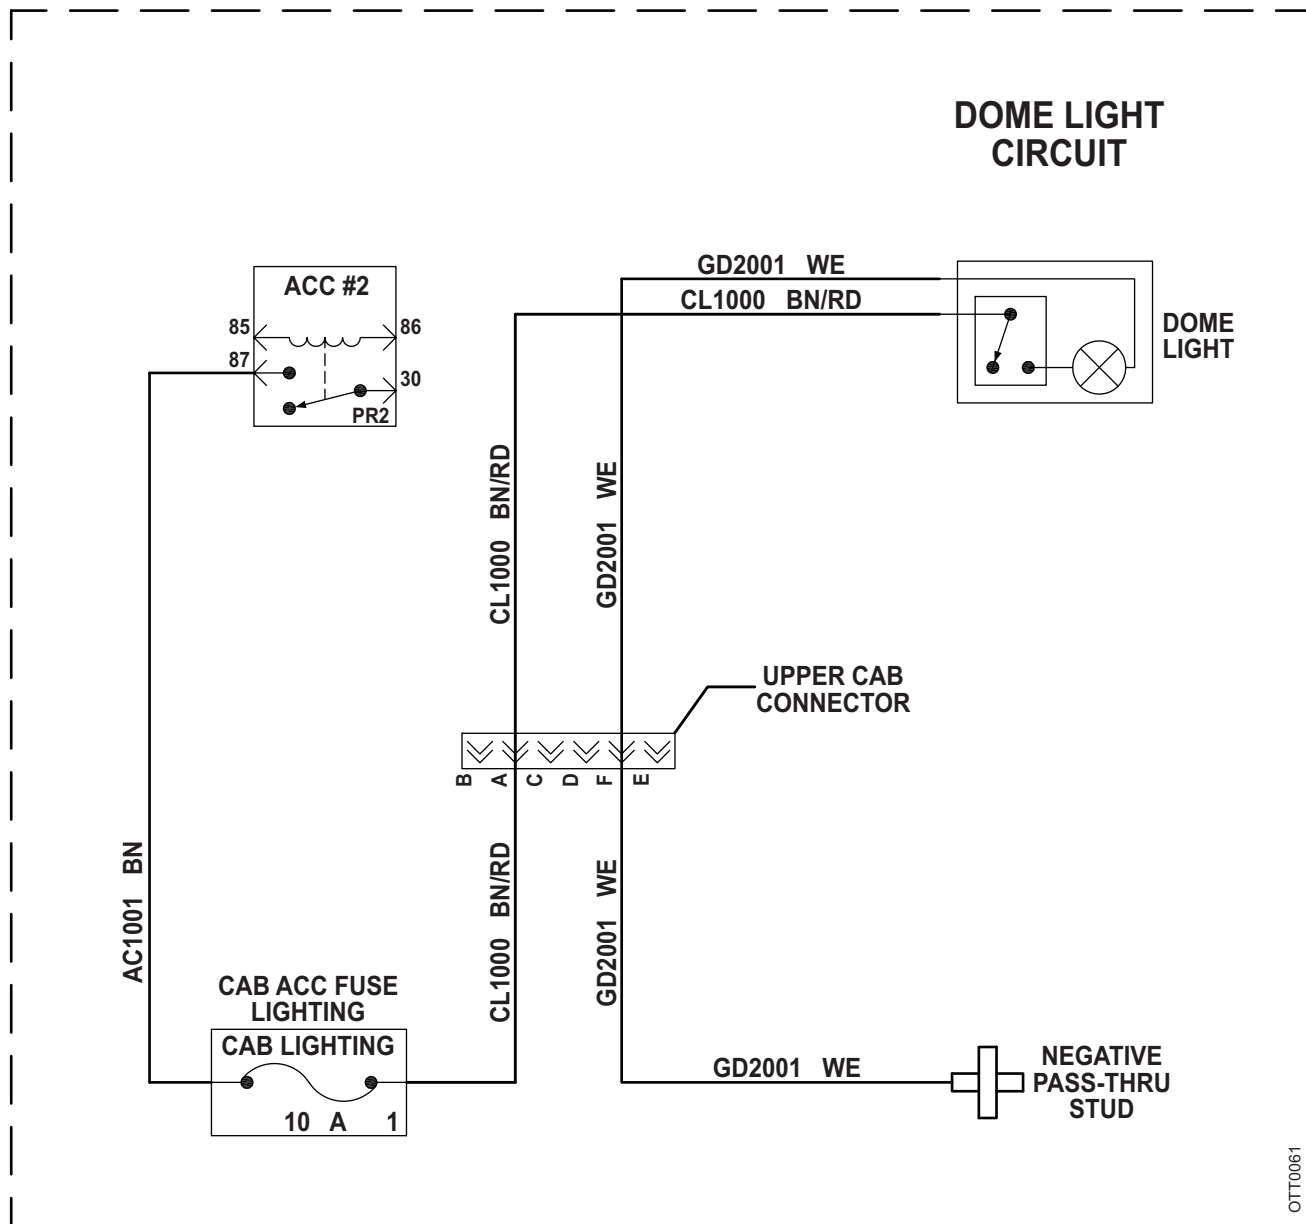 DOME LIGHT
CIRCUIT
GD2001 WE
CL1000 BN/RD
ACC #2
85
86
87
30
PR2
DOME
LIGHT
CL1000 BN/RD
GD2001 WE
UPPER CAB
CONNECTOR
B A C D F E
AC1001 BN
CL1000 BN/RD
GD2001 WE
CAB ACC FUSE
LIGHTING
CAB LIGHTING
10 A 1
GD2001 WE
NEGATIVE
PASS-THRU
STUD
OTT0061